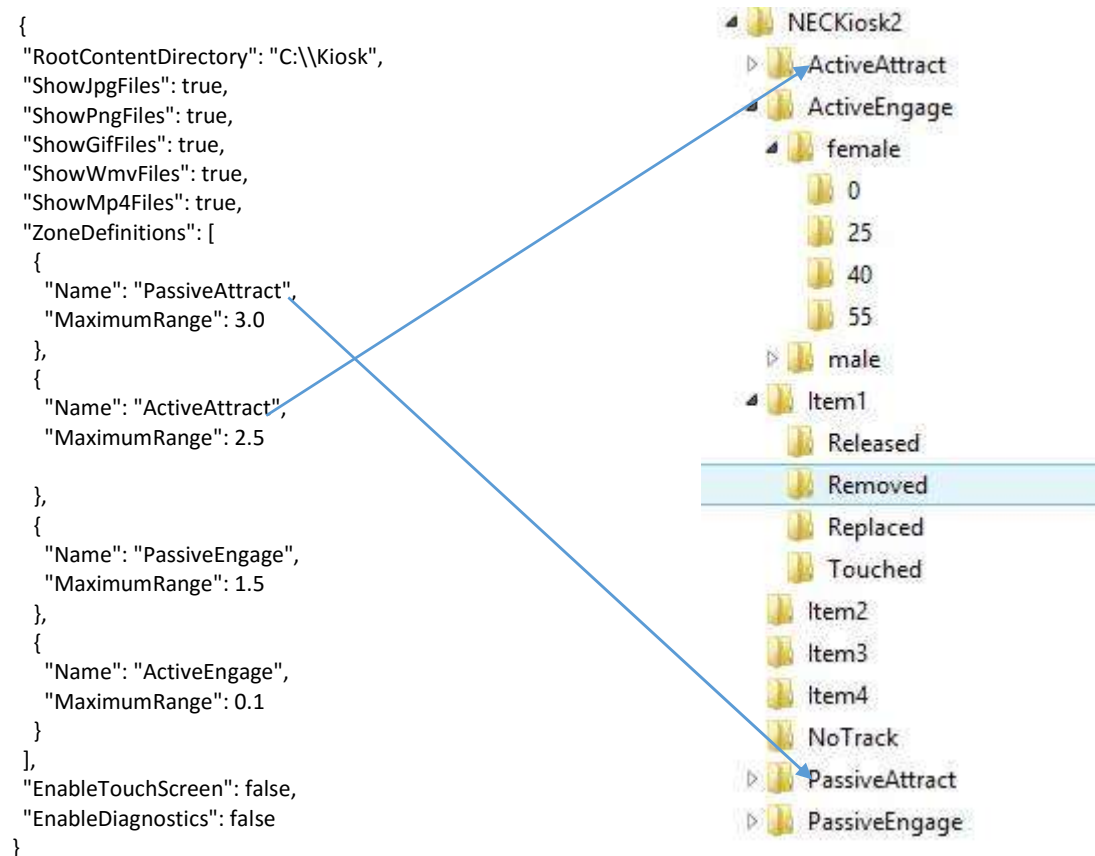 {
"RootContentDirectory": "C:\\Kiosk",
"ShowJpgFiles": true,
"ShowPngFiles": true,
"ShowGifFiles": true,
"ShowWmvFiles": true,
"ShowMp4Files": true,
"ZoneDefinitions": [
{
"Name": "PassiveAttract",
"MaximumRange": 3.0
},
{
"Name": "ActiveAttract",
"MaximumRange": 2.5
},
{
"Name": "PassiveEngage",
"MaximumRange": 1.5
},
{
"Name": "ActiveEngage",
"MaximumRange": 0.1
}
],
"EnableTouchScreen": false,
"EnableDiagnostics": false
}
NECKiosk2
ActiveAttract
ActiveEngage
female
0
25
40
55
male
Item1
Released
Removed
Replaced
Touched
Item2
Item3
Item4
NoTrack
PassiveAttract
PassiveEngage